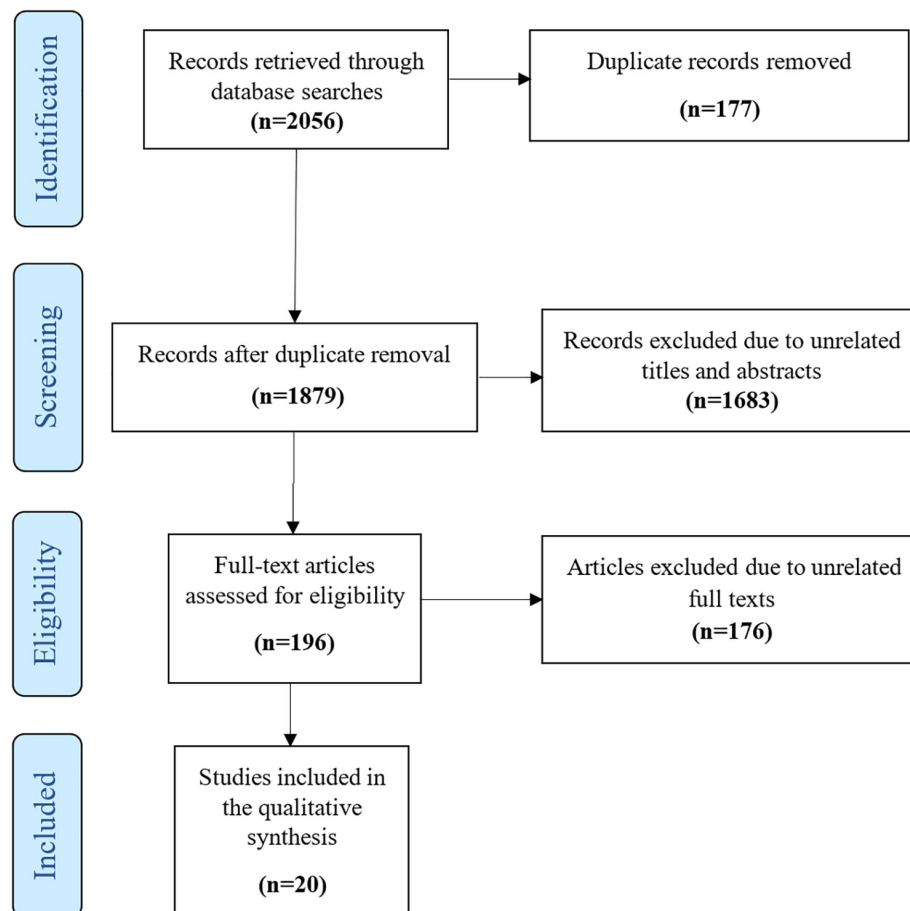 Identification
Records retrieved through
database searches
(n=2056)
Duplicate records removed
(n=177)
Screening
Records after duplicate removal
(n=1879)
Records excluded due to unrelated
titles and abstracts
(n=1683)
Eligibility
Full-text articles
assessed for eligibility
(n=196)
Articles excluded due to unrelated
full texts
(n=176)
Included
Studies included in
the qualitative
synthesis
(n=20)